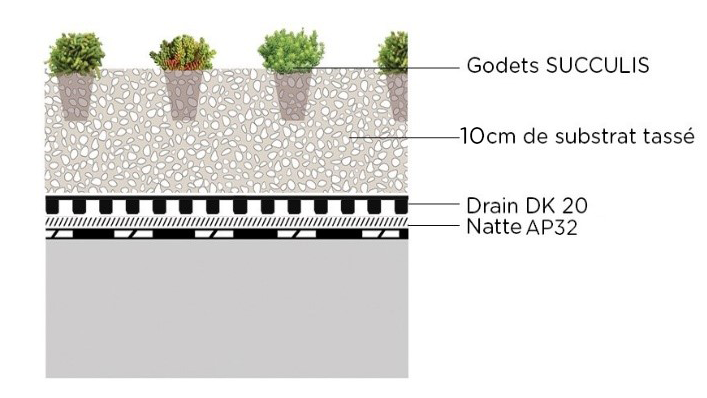 Godets SUCCULIS
10cm de substrat tassé
Drain DK 20
Natte AP32